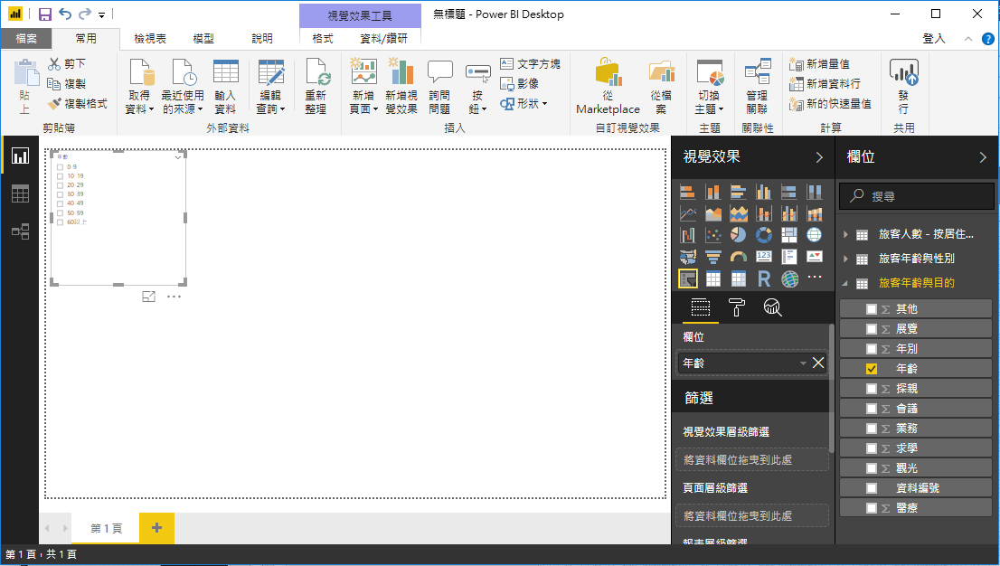 視覺效果工具
無標題 - Power BI Desktop
檔案 常用 檢視表 模型 說明 格式 資料/鑽研 登入
貼上
剪下
複製
複製格式
剪貼簿
取得資料
最近使用的來源
輸入資料
編輯查詢
重新整理
外部資料
新增頁面
新增視覺效果
詢問問題
按鈕
文字方塊
影像
形狀
插入
從 Marketplace
從檔案
自訂視覺效果
切換主題
主題
管理關聯
關聯性
新增量值
新增資料行
新的快速量值
計算
發行
共用
年齡
0-9
10-19
20-29
30-39
40-49
50-59
60以上
視覺效果
123
R
欄位
年齡
篩選
視覺效果層級篩選
將資料欄位拖曳到此處
頁面層級篩選
將資料欄位拖曳到此處
報表層級篩選
欄位
搜尋
旅客人數 - 按居住...
旅客年齡與性別
旅客年齡與目的
Σ 其他
Σ 展覽
Σ 年別
年齡
Σ 探親
Σ 會議
Σ 業務
Σ 求學
Σ 觀光
資料編號
Σ 醫療
第 1 頁
+
第 1 頁，共 1 頁